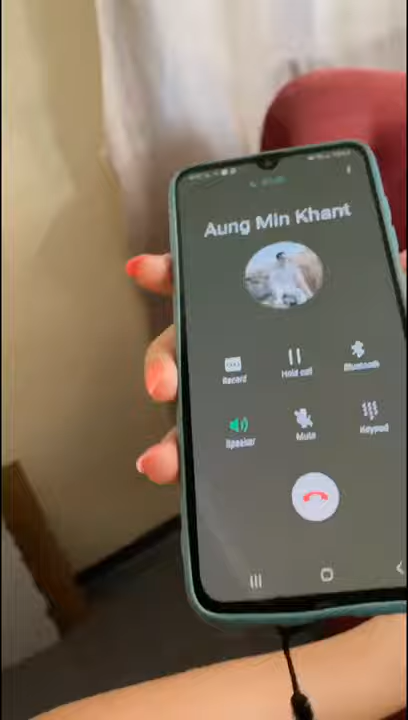 Aung Min Khant
Record
Hold call
Bluetooth
Speaker
Mute
Keypad